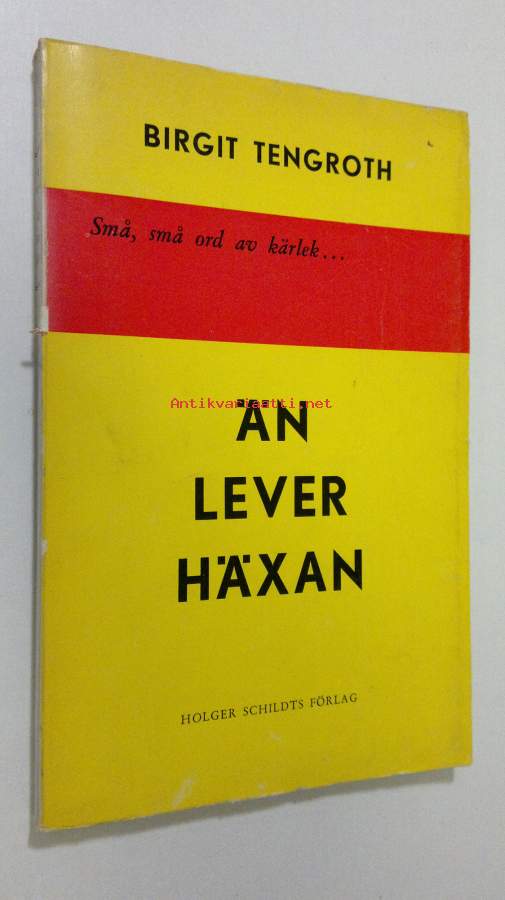 BIRGIT TENGROTH
Små, små ord av kärlek...
Antikvariaatti.net
ÄN
LEVER
HÄXAN
HOLGER SCHILDTS FÖRLAG